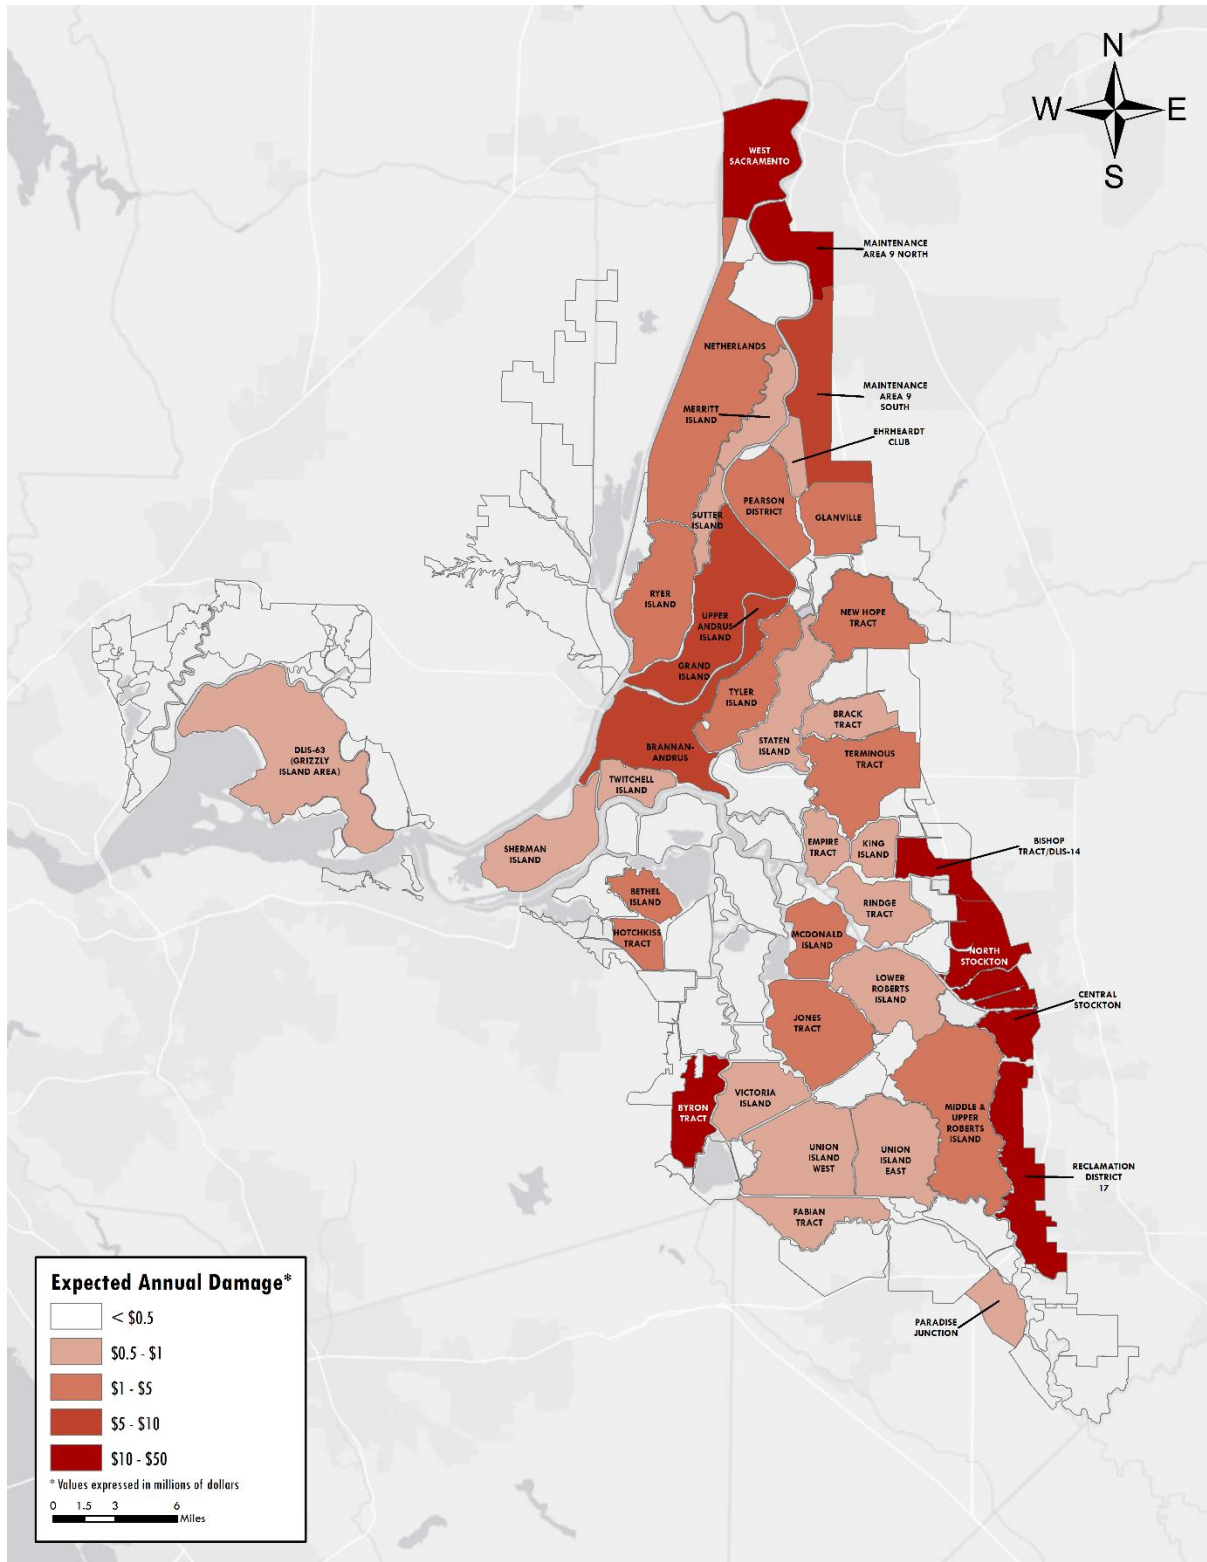 N
W
E
S
WEST
SACRAMENTO
MAINTENANCE
AREA 9 NORTH
NETHERLANDS
MAINTENANCE
AREA 9
SOUTH
MERRITT
ISLAND
EHRHEARDT
CLUB
PEARSON
DISTRICT
SUTTER
ISLAND
GLANVILLE
RYER
ISLAND
UPPER
ANDRUS
ISLAND
NEW HOPE
TRACT
GRAND
ISLAND
TYLER
ISLAND
BRACK
TRACT
STATEN
ISLAND
BRANNAN-
ANDRUS
TERMINOUS
TRACT
DLIS-63
(GRIZZLY
ISLAND AREA)
TWITCHELL
ISLAND
SHERMAN
ISLAND
EMPIRE
TRACT
KING
ISLAND
BISHOP
TRACT/DLIS-14
BETHEL
ISLAND
RINDGE
TRACT
HOTCHKISS
TRACT
MCDONALD
ISLAND
NORTH
STOCKTON
LOWER
ROBERTS
ISLAND
CENTRAL
STOCKTON
JONES
TRACT
BYRON
TRACT
VICTORIA
ISLAND
MIDDLE &
UPPER
ROBERTS
ISLAND
UNION
ISLAND
WEST
UNION
ISLAND
EAST
RECLAMATION
DISTRICT
17
FABIAN
TRACT
PARADISE
JUNCTION
Expected Annual Damage*
< $0.5
$0.5 - $1
$1 - $5
$5 - $10
$10 - $50
* Values expressed in millions of dollars
0 1.5 3 6
Miles